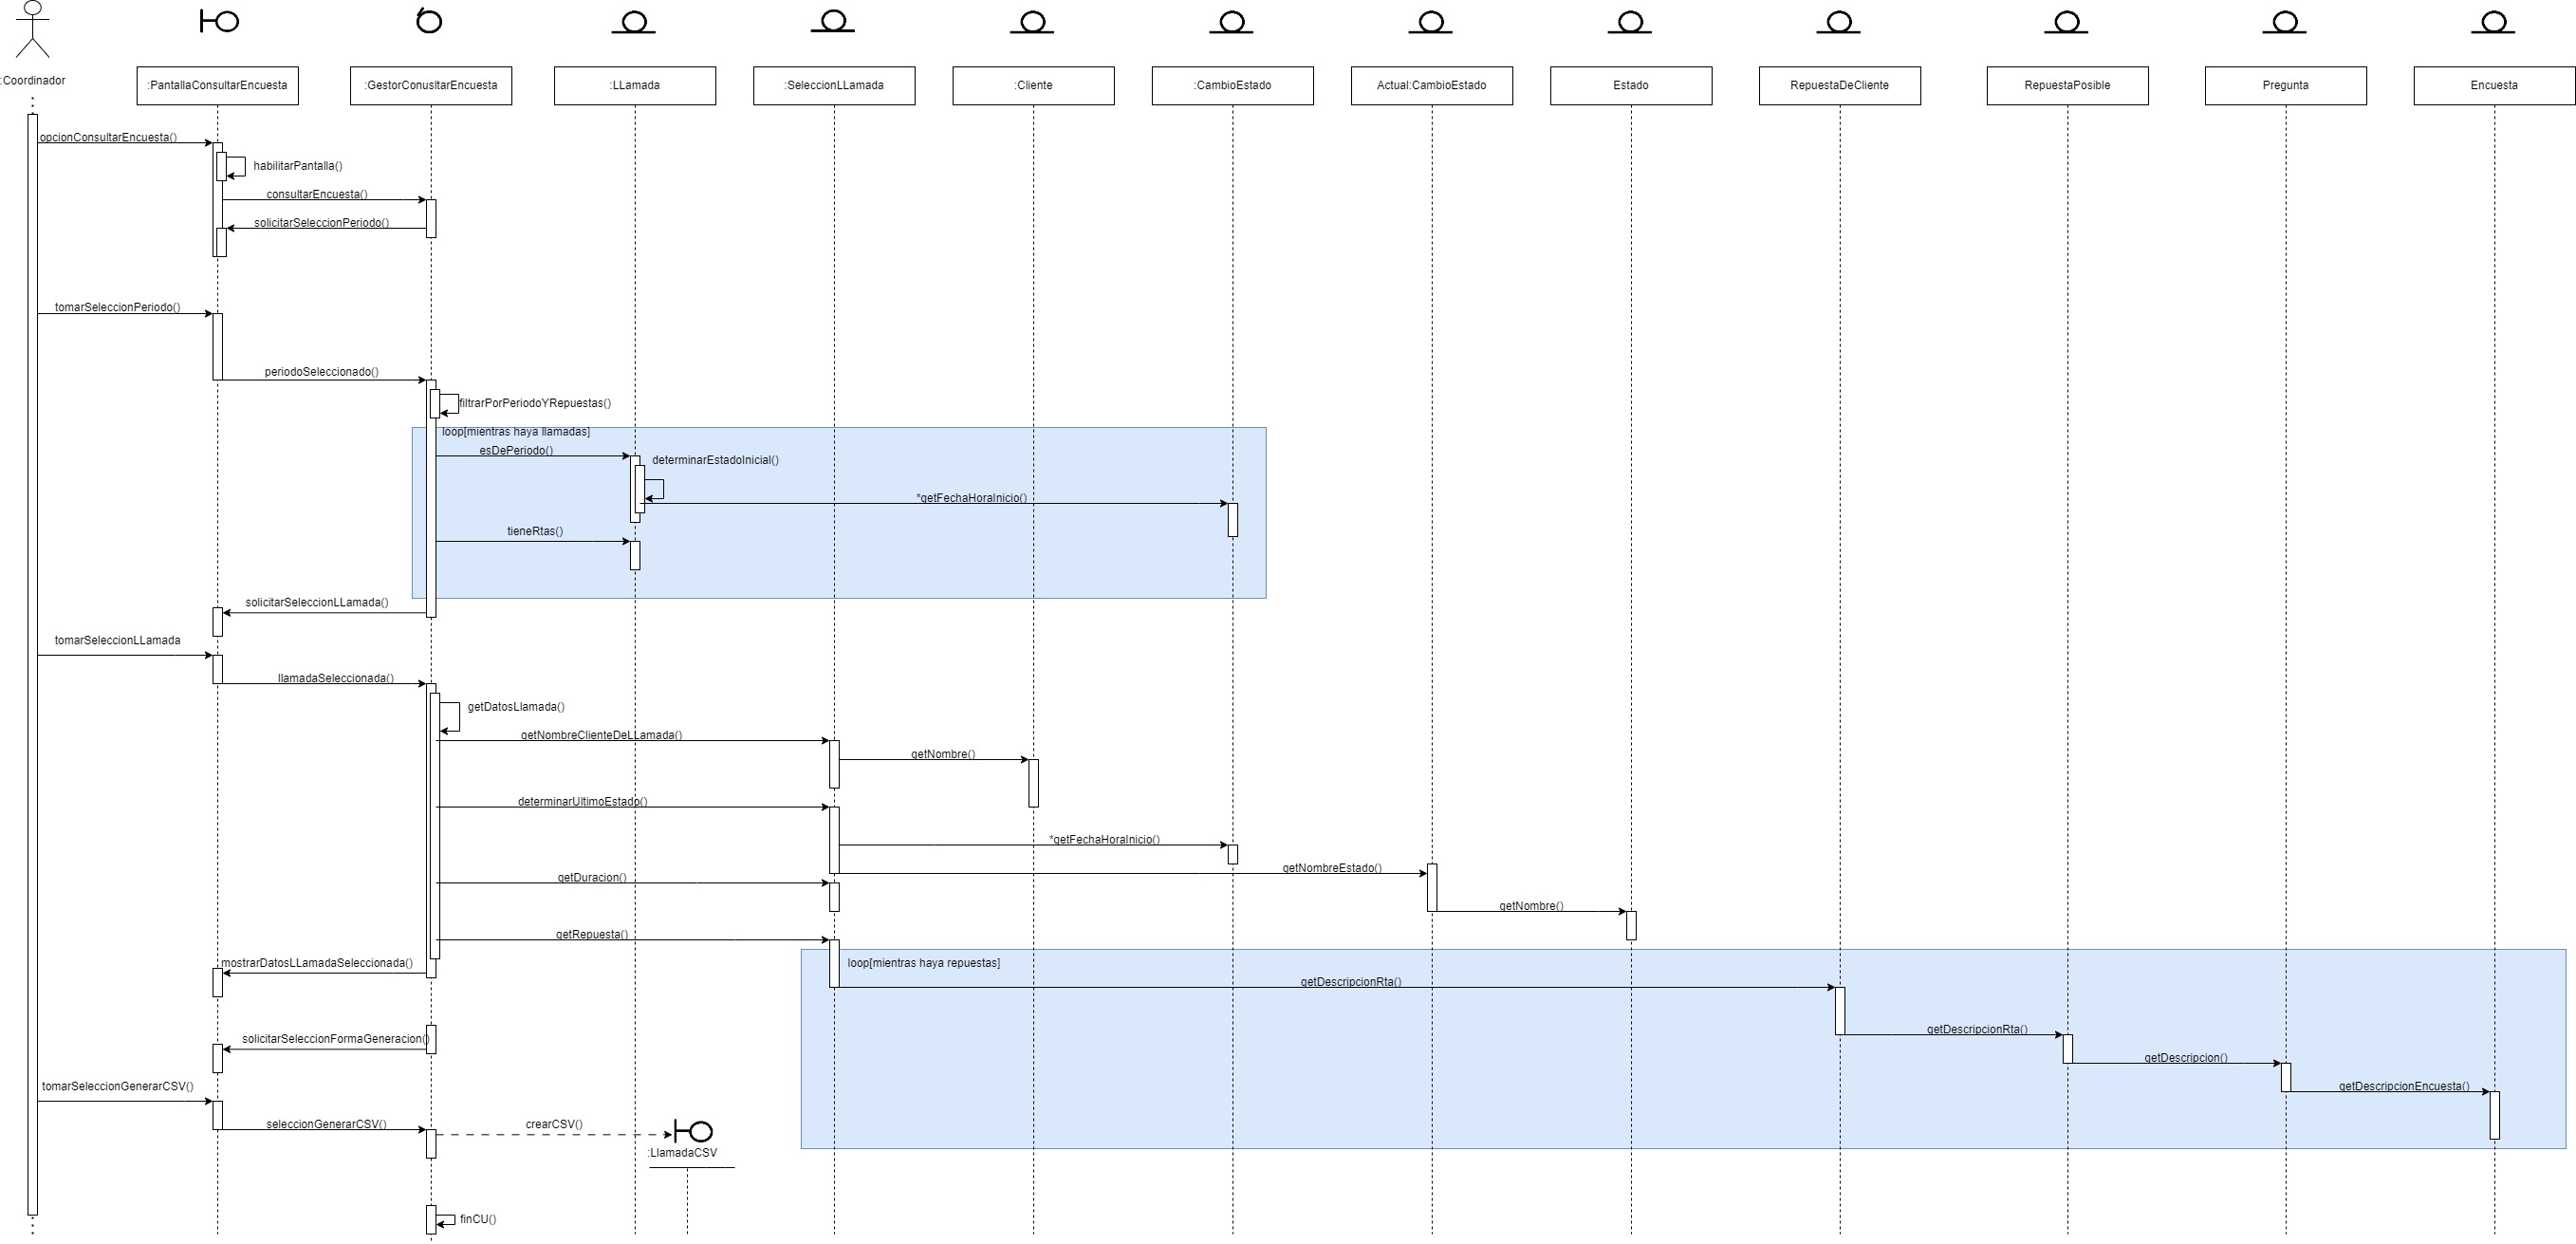 :Coordinador
:PantallaConsultarEncuesta
:GestorConusltarEncuesta
:LLamada
:SeleccionLLamada
:Cliente
:CambioEstado
Actual:CambioEstado
Estado
RepuestaDeCliente
RepuestaPosible
Pregunta
Encuesta
opcionConsultarEncuesta()
habilitarPantalla()
consultarEncuesta()
solicitarSeleccionPeriodo()
tomarSeleccionPeriodo()
periodoSeleccionado()
filtrarPorPeriodoYRepuestas()
loop[mientras haya llamadas]
esDePeriodo()
determinarEstadoInicial()
*getFechaHoraInicio()
tieneRtas()
solicitarSeleccionLLamada()
tomarSeleccionLLamada
llamadaSeleccionada()
getDatosLlamada()
getNombreClienteDeLLamada()
getNombre()
determinarUltimoEstado()
*getFechaHoraInicio()
getNombreEstado()
getDuracion()
getNombre()
getRepuesta()
mostrarDatosLLamadaSeleccionada()
loop[mientras haya repuestas]
getDescripcionRta()
getDescripcionRta()
solicitarSeleccionFormaGeneracion()
getDescripcion()
tomarSeleccionGenerarCSV()
getDescripcionEncuesta()
seleccionGenerarCSV()
crearCSV()
:LlamadaCSV
finCU()